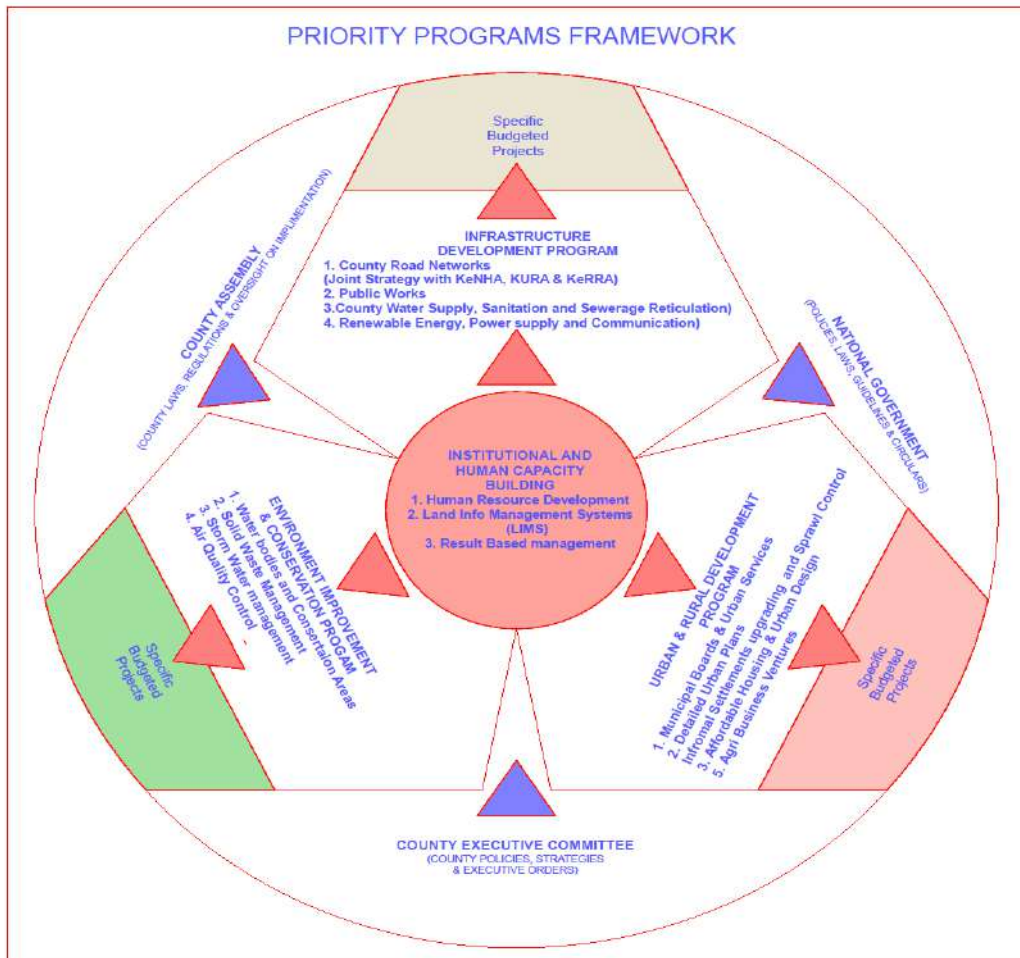 PRIORITY PROGRAMS FRAMEWORK
Specific
Budgeted
Projects
COUNTY ASSEMBLY
(COUNTY LAWS, REGULATIONS & OVERSIGHT ON IMPLIMENTATION)
INFRASTRUCTURE
DEVELOPMENT PROGRAM
1. County Road Networks
(Joint Strategy with KeNHA, KURA & KeRRA)
2. Public Works
3.County Water Supply, Sanitation and Sewerage Reticulation)
4. Renewable Energy, Power supply and Communication)
NATIONAL GOVERNMENT
(POLICIES, LAWS, GUIDELINES & CIRCULARS)
INSTITUTIONAL AND
HUMAN CAPACITY
BUILDING
1. Human Resource Development
2. Land Info Management Systems
(LIMS)
3. Result Based management
ENVIRONMENT IMPROVEMENT
& CONSERVATION PROGAM
1. Water bodies and Consertaion Areas
2. Solid Waste Management
3. Storm Water management
4. Air Quality Control
Specific
Budgeted
Projects
URBAN & RURAL DEVELOPMENT
PROGRAM
1. Municipal Boards & Urban Services
2. Detailed Urban Plans
Infromal Settlements upgrading and Sprawl Control
3. Affordable Housing & Urban Design
5. Agri Business Ventures
Specific
Budgeted
Projects
COUNTY EXECUTIVE COMMITTEE
(COUNTY POLICIES, STRATEGIES
& EXECUTIVE ORDERS)